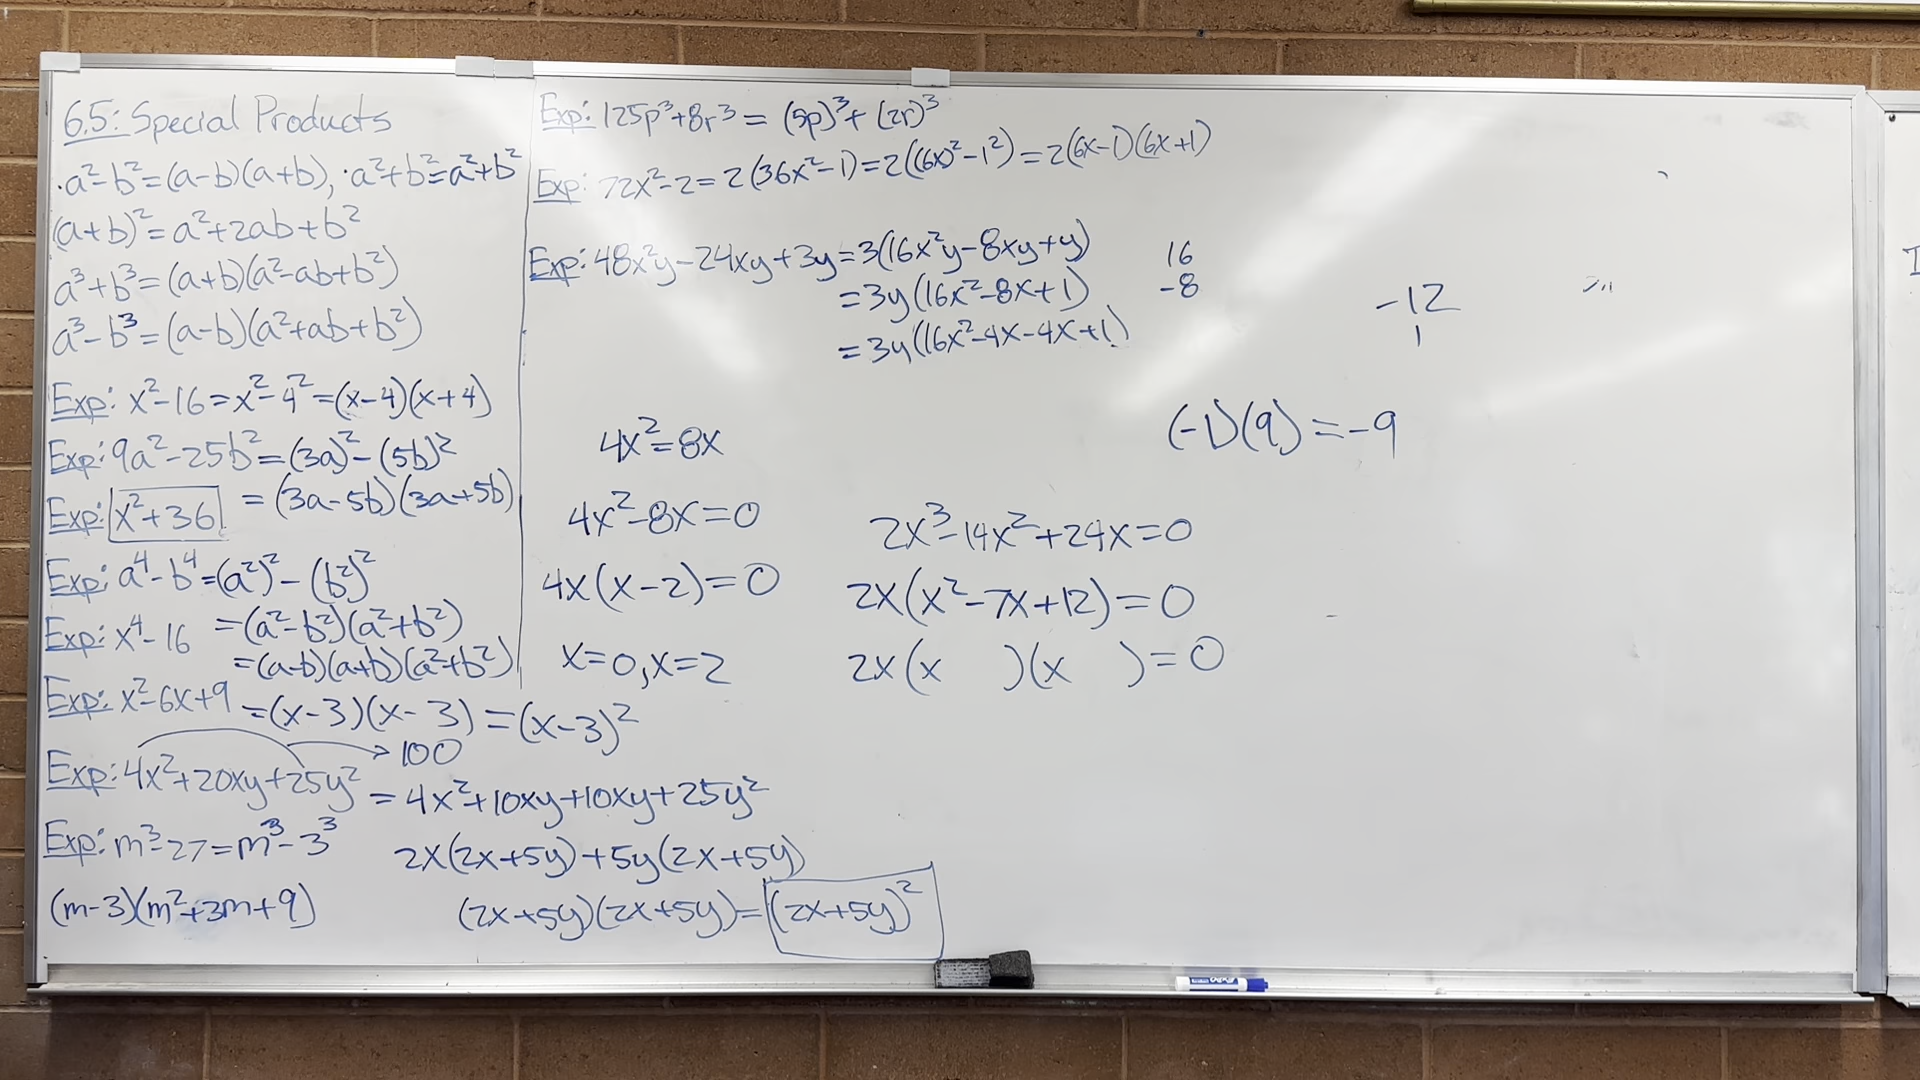 6.5: Special Products
·a²-b²=(a-b)(a+b), ·a²+b²=a²+b²
(a+b)²=a²+2ab+b²
a³+b³=(a+b)(a²-ab+b²)
a³-b³=(a-b)(a²+ab+b²)
Exp: x²-16=x²-4²=(x-4)(x+4)
Exp: 9a²-25b²=(3a)²-(5b)²
=(3a-5b)(3a+5b)
Exp: x²+36
Exp: a⁴-b⁴=(a²)²-(b²)²
=(a²-b²)(a²+b²)
=(a-b)(a+b)(a²+b²)
Exp: x⁴-16
Exp: x²-6x+9=(x-3)(x-3)=(x-3)²
100
Exp: 4x²+20xy+25y²=4x²+10xy+10xy+25y²
2x(2x+5y)+5y(2x+5y)
(2x+5y)(2x+5y)=(2x+5y)²
Exp: m³-27=m³-3³
(m-3)(m²+3m+9)
Exp: 125p³+8r³=(5p)³+(2r)³
Exp: 72x²-2=2(36x²-1)=2((6x)²-1²)=2(6x-1)(6x+1)
Exp: 48x²y-24xy+3y=3(16x²y-8xy+y)
=3y(16x²-8x+1)
=3y(16x²-4x-4x+1)
16
-8
-12
1
(-1)(9)=-9
4x²=8x
4x²-8x=0
4x(x-2)=0
x=0,x=2
2x³-14x²+24x=0
2x(x²-7x+12)=0
2x(x )(x )=0